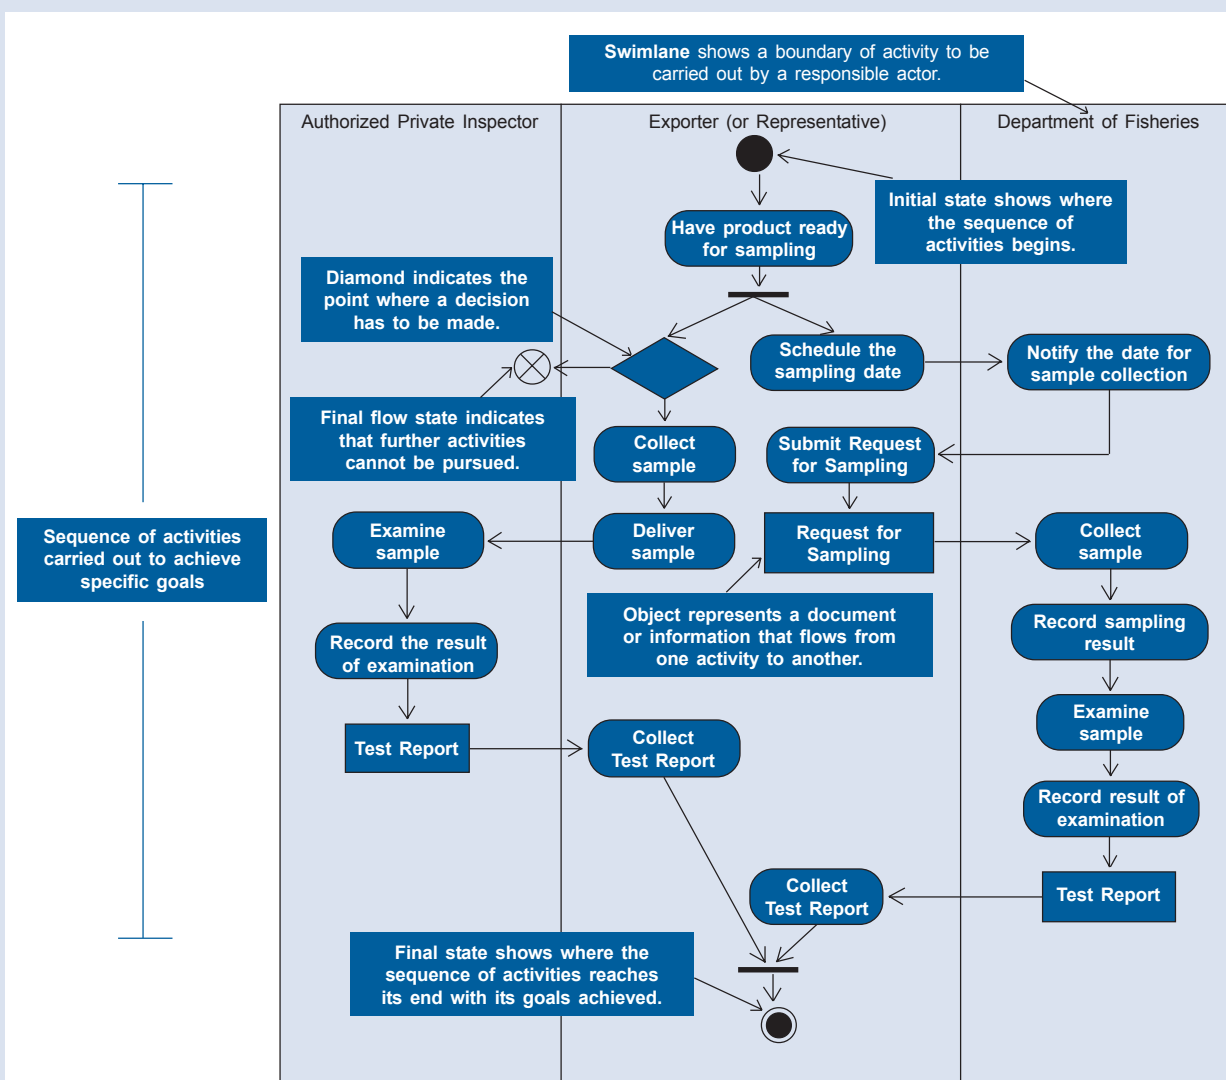 Swimlane shows a boundary of activity to be
carried out by a responsible actor.
Authorized Private Inspector
Exporter (or Representative)
Department of Fisheries
Initial state shows where
the sequence of
activities begins.
Have product ready
for sampling
Diamond indicates the
point where a decision
has to be made.
Schedule the
sampling date
Notify the date for
sample collection
Final flow state indicates
that further activities
cannot be pursued.
Collect
sample
Submit Request
for Sampling
Sequence of activities
carried out to achieve
specific goals
Examine
sample
Deliver
sample
Request for
Sampling
Collect
sample
Object represents a document
or information that flows from
one activity to another.
Record the result
of examination
Record sampling
result
Test Report
Collect
Test Report
Examine
sample
Record result of
examination
Collect
Test Report
Test Report
Final state shows where the
sequence of activities reaches
its end with its goals achieved.